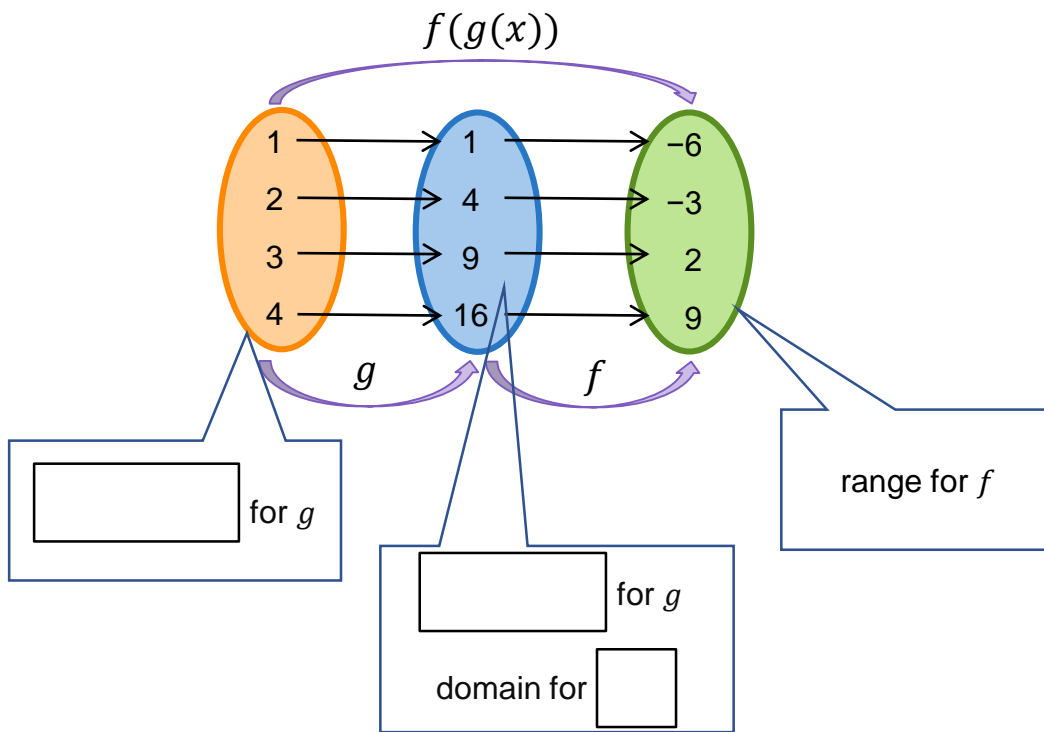 f(g(x))
1 1 −6
2 4 −3
3 9 2
4 16 9
g f
for g
range for f
for g
domain for